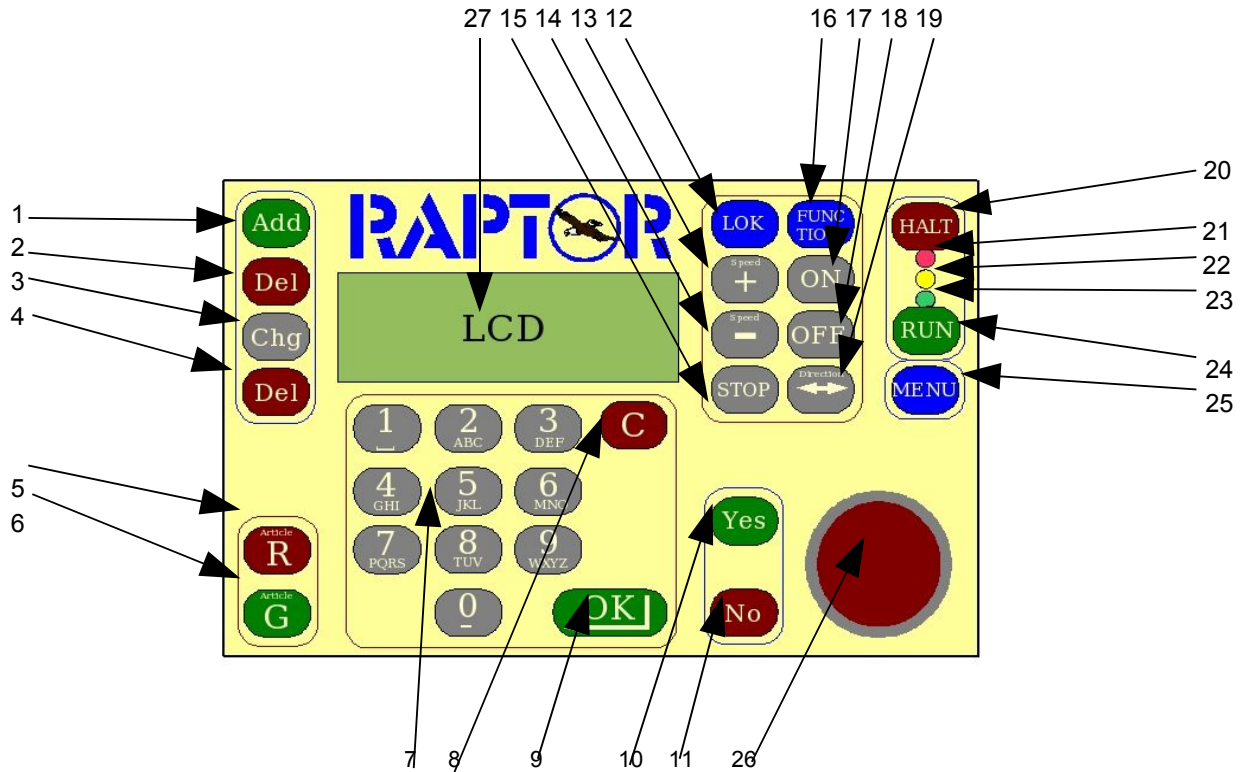 27 15 14 13 12 16 17 18 19
20
21
22
23
24
25
1
2
3
4
5
6
RAPTOR
Add
Del
Chg
Del
LCD
LOK
FUNC
TION
Speed
+
ON
Speed
-
OFF
STOP
Direction
HALT
RUN
MENU
1
2 ABC
3 DEF
C
4 GHI
5 JKL
6 MNO
7 PQRS
8 TUV
9 WXYZ
0
OK
Article
R
Article
G
Yes
No
7 8 9 10 11 26